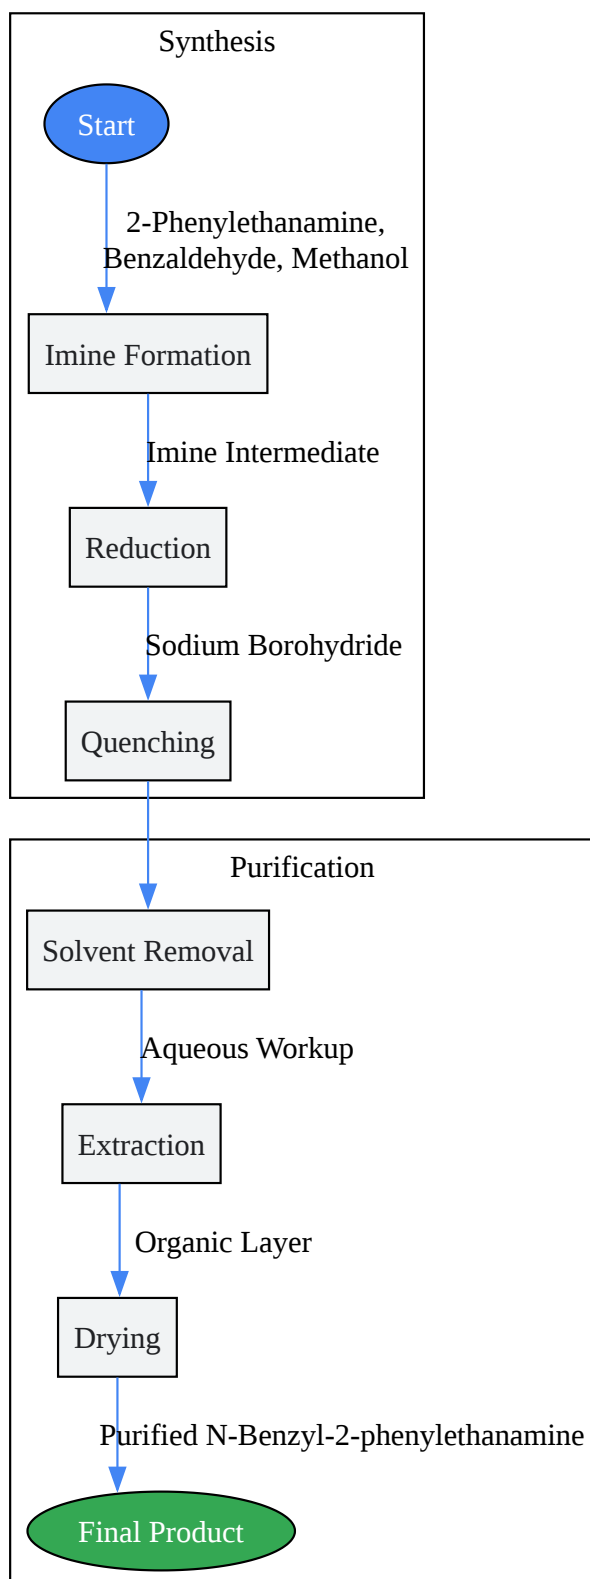 Synthesis
Start
2-Phenylethanamine,
Benzaldehyde, Methanol
Imine Formation
Imine Intermediate
Reduction
Sodium Borohydride
Quenching
Purification
Solvent Removal
Aqueous Workup
Extraction
Organic Layer
Drying
Purified N-Benzyl-2-phenylethanamine
Final Product